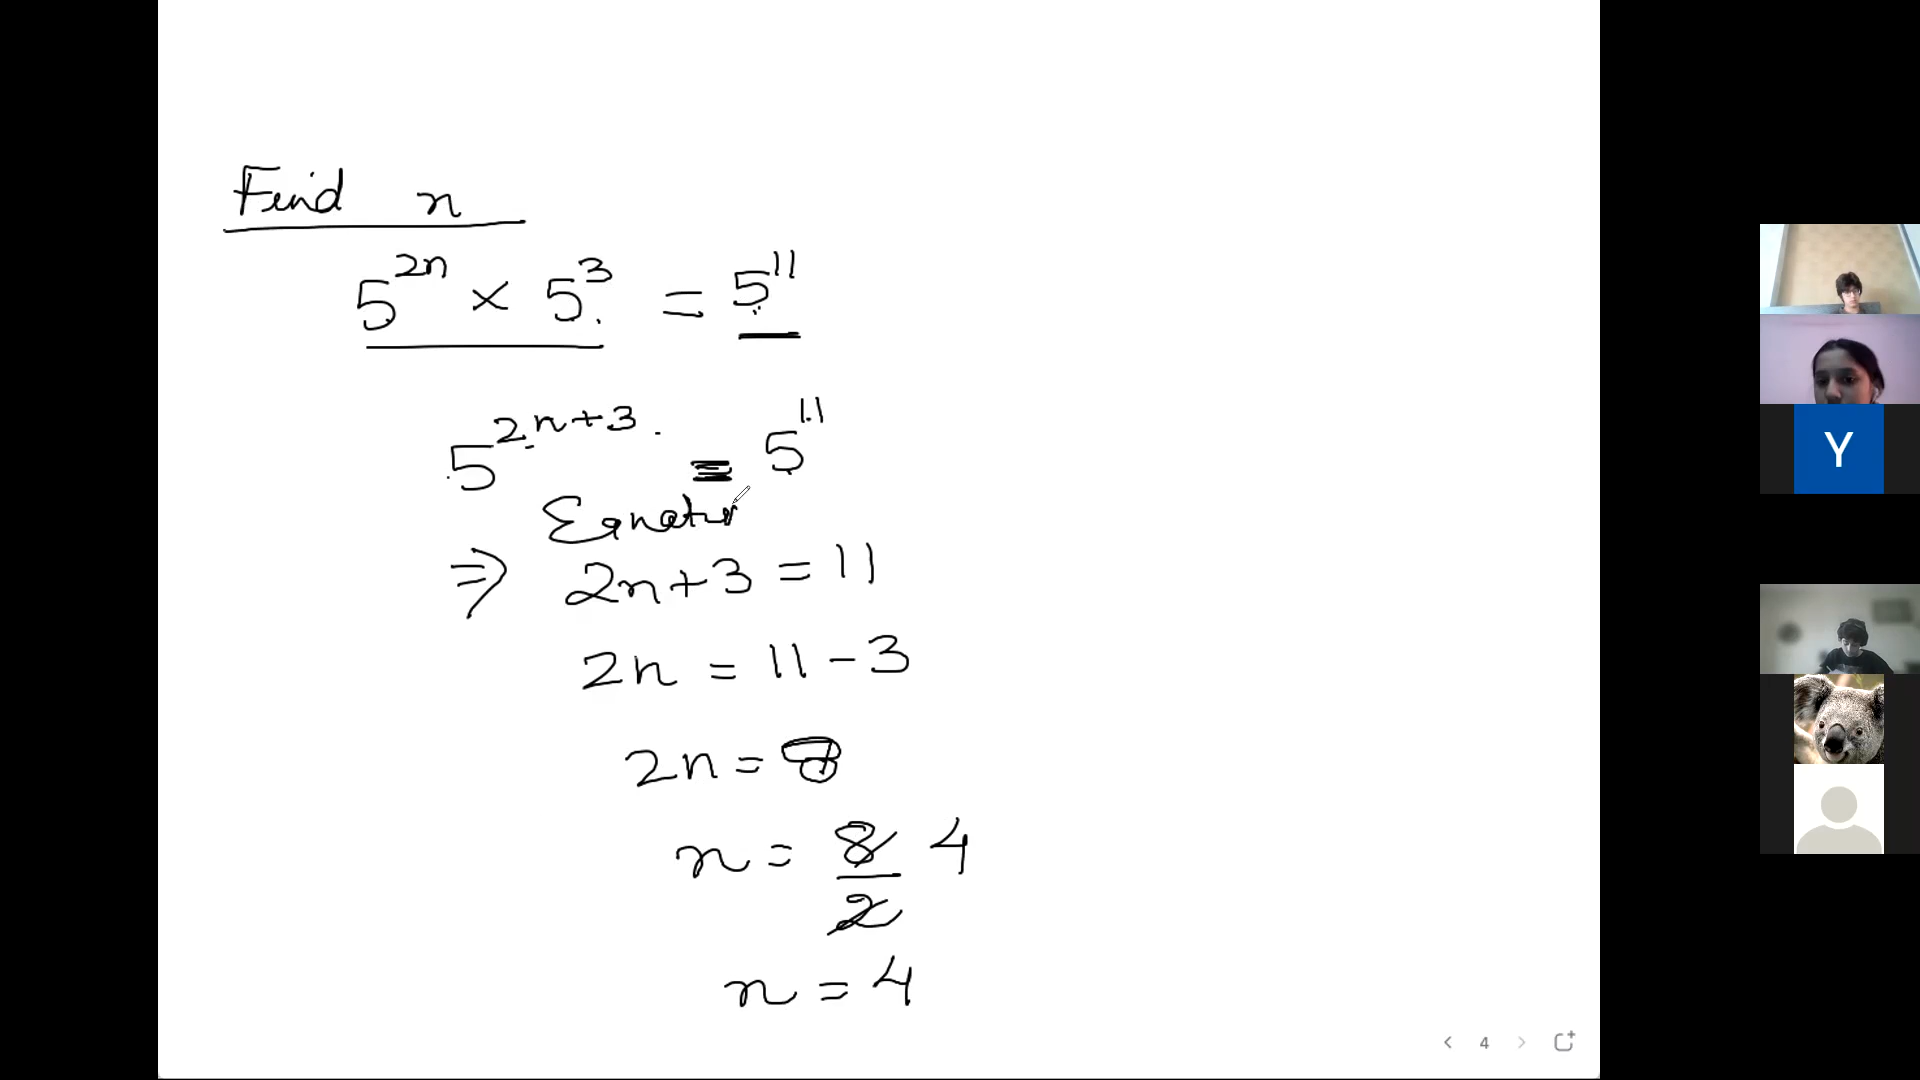 Find n
5^{2n} × 5^3 = 5^{11}
5^{2n+3} = 5^{11}
⇒ 2n+3 = 11
2n = 11 - 3
2n = 8
n = 8/2 4
n = 4
Y
< 4 >